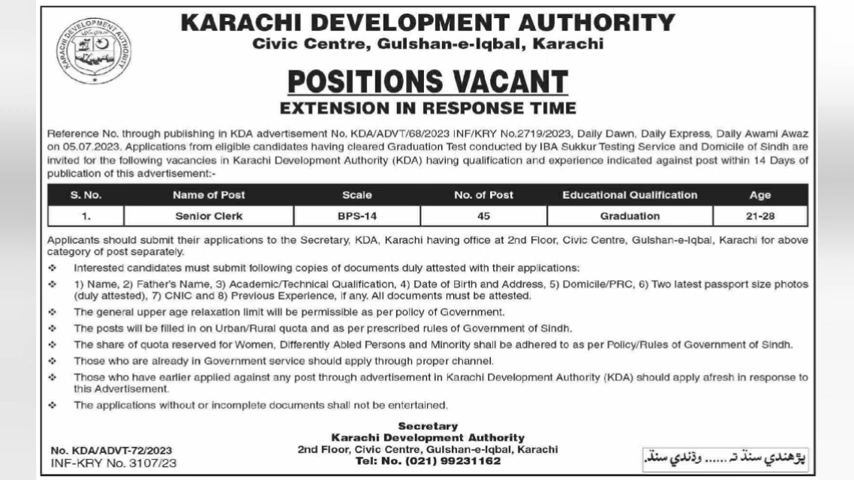 KARACHI DEVELOPMENT AUTHORITY
KARACHI DEVELOPMENT AUTHORITY
Civic Centre, Gulshan-e-Iqbal, Karachi
POSITIONS VACANT
EXTENSION IN RESPONSE TIME
Reference No. through publishing in KDA advertisement No. KDA/ADVT/68/2023 INF/KRY No.2719/2023, Daily Dawn, Daily Express, Daily Awami Awaz
on 05.07.2023. Applications from eligible candidates having cleared Graduation Test conducted by IBA Sukkur Testing Service and Domicile of Sindh are
invited for the following vacancies in Karachi Development Authority (KDA) having qualification and experience indicated against post within 14 Days of
publication of this advertisement:-
S. No. Name of Post Scale No. of Post Educational Qualification Age
1. Senior Clerk BPS-14 45 Graduation 21-28
Applicants should submit their applications to the Secretary, KDA, Karachi having office at 2nd Floor, Civic Centre, Gulshan-e-Iqbal, Karachi for above
category of post separately.
❖ Interested candidates must submit following copies of documents duly attested with their applications:
❖ 1) Name, 2) Father's Name, 3) Academic/Technical Qualification, 4) Date of Birth and Address, 5) Domicile/PRC, 6) Two latest passport size photos
(duly attested), 7) CNIC and 8) Previous Experience, if any. All documents must be attested.
❖ The general upper age relaxation limit will be permissible as per policy of Government.
❖ The posts will be filled in on Urban/Rural quota and as per prescribed rules of Government of Sindh.
❖ The share of quota reserved for Women, Differently Abled Persons and Minority shall be adhered to as per Policy/Rules of Government of Sindh.
❖ Those who are already in Government service should apply through proper channel.
❖ Those who have earlier applied against any post through advertisement in Karachi Development Authority (KDA) should apply afresh in response to
this Advertisement.
❖ The applications without or incomplete documents shall not be entertained.
Secretary
Karachi Development Authority
2nd Floor, Civic Centre, Gulshan-e-Iqbal, Karachi
Tel: No. (021) 99231162
No. KDA/ADVT-72/2023
INF-KRY No. 3107/23
پڙهندي سنڌ ته ...... وڌندي سنڌ.